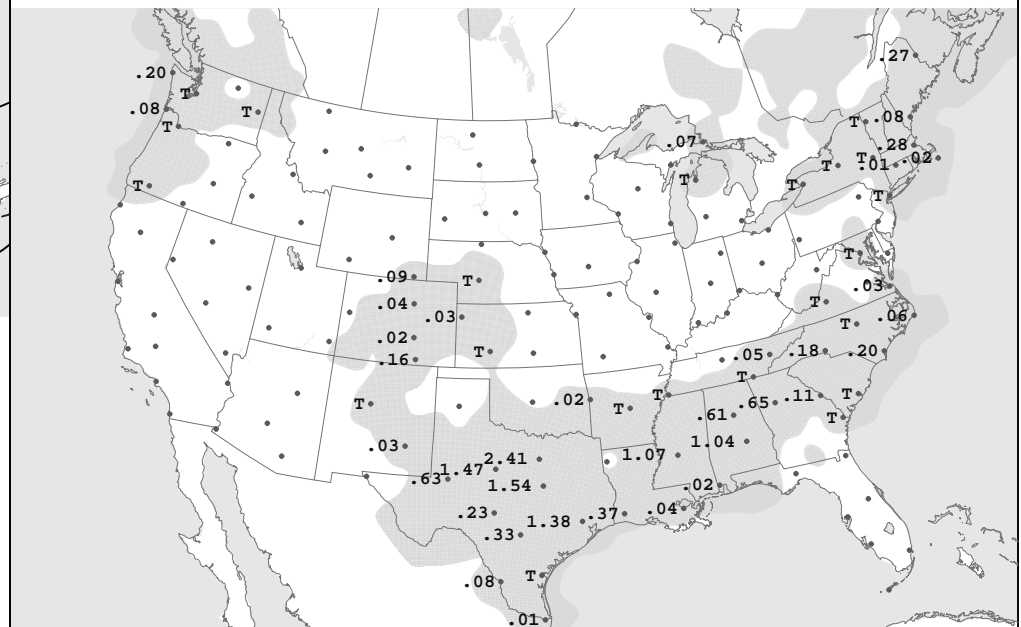 .27
.20
T
.08 T
T
T .08
.07
.28
T .01 .02
T
T
T
T
T
T
.09
T
.03
.04
T
.03
.06
T
.02
T
.16
.05 .18 .20
T
.02
T
T
T
.65 .11
T
.61
T
.03
1.04
1.07
2.41
1.47
.63
1.54
.02
.04
.23
1.38 .37
.33
T
.08
.01